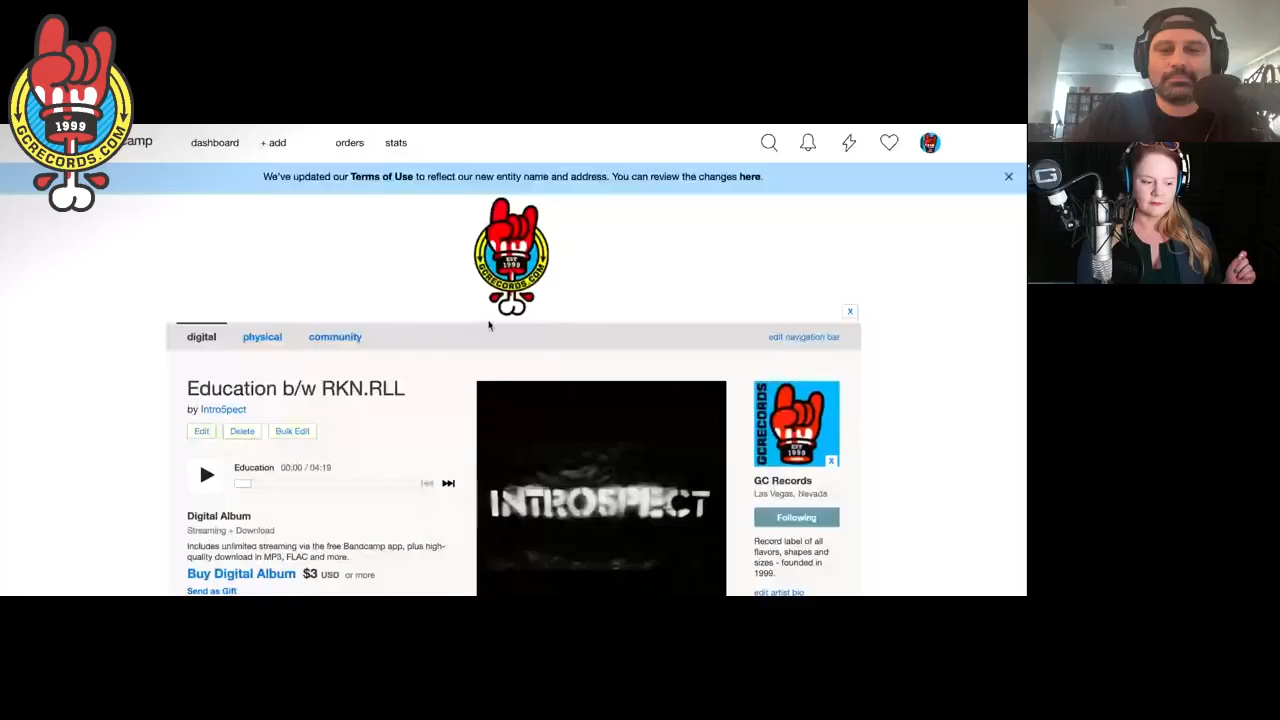 1999
GCRECORDS.COM
camp
dashboard
+ add
orders
stats
We've updated our Terms of Use to reflect our new entity name and address. You can review the changes here.
EST
1999
GCRECORDS.COM
X
digital
physical
community
edit navigation bar
Education b/w RKN.RLL
by Intro5pect
Edit
Delete
Bulk Edit
Education 00:00 / 04:19
Digital Album
Streaming + Download
Includes unlimited streaming via the free Bandcamp app, plus high-
quality download in MP3, FLAC and more.
Buy Digital Album $3 USD or more
Send as Gift
INTRO5PECT
GCRECORDS
EST
1999
X
GC Records
Las Vegas, Nevada
Following
Record label of all
flavors, shapes and
sizes - founded in
1999.
edit artist bio
G